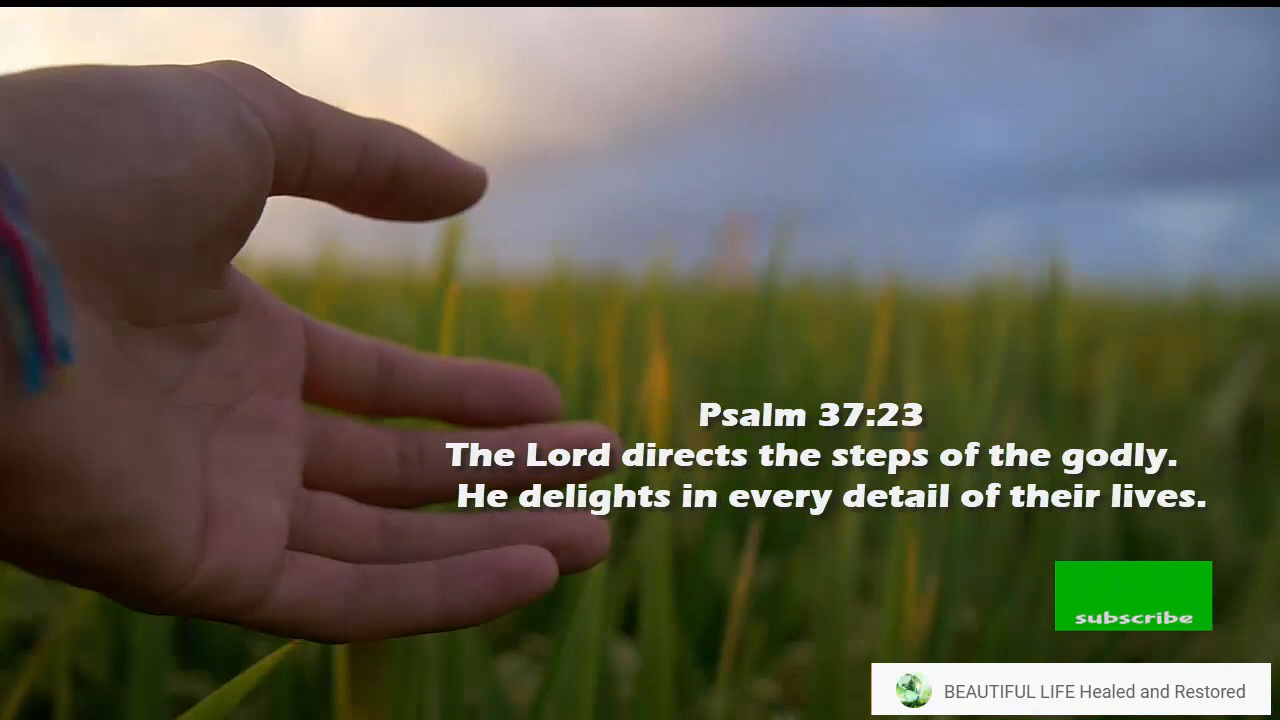 Psalm 37:23
The Lord directs the steps of the godly.
He delights in every detail of their lives.
subscribe
BEAUTIFUL LIFE Healed and Restored